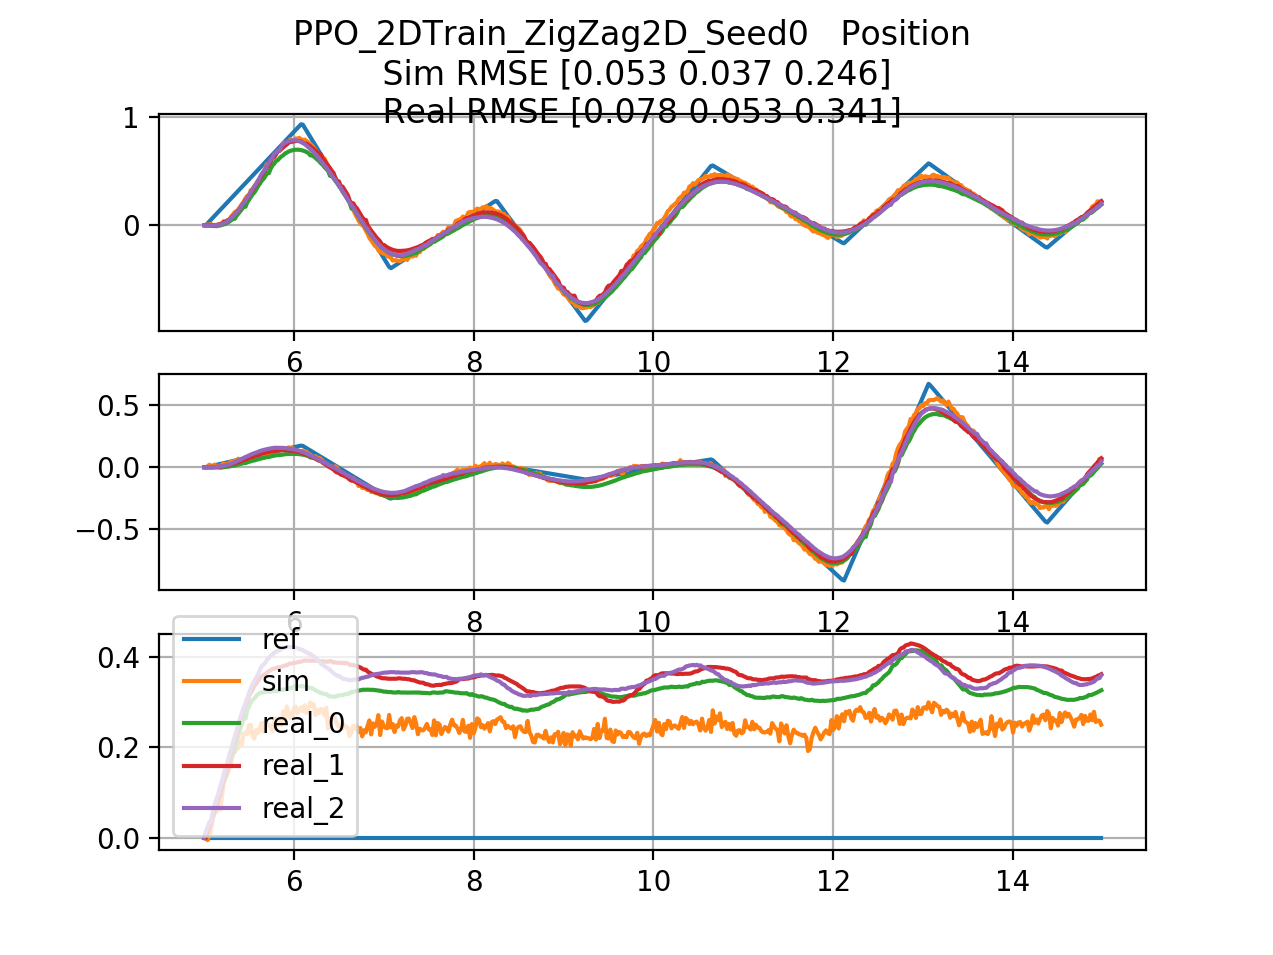 PPO_2DTrain_ZigZag2D_Seed0   Position
Sim RMSE [0.053 0.037 0.246]
Real RMSE [0.078 0.053 0.341]
1
0
6 8 10 12 14
0.5
0.0
−0.5
6 8 10 12 14
0.4
0.2
0.0
ref
sim
real_0
real_1
real_2
6 8 10 12 14